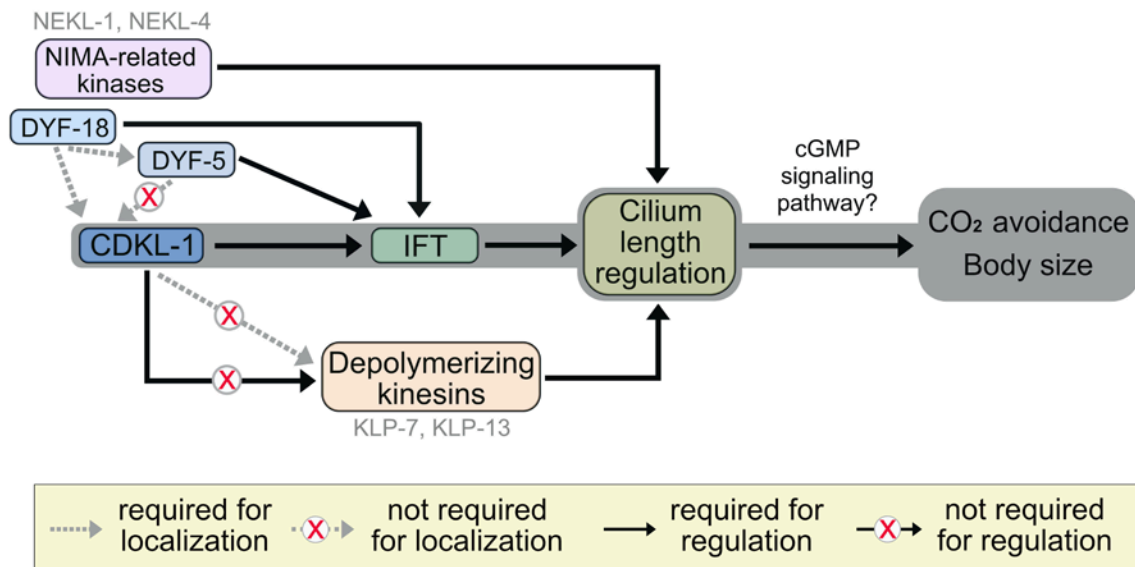 NEKL-1, NEKL-4
NIMA-related
kinases
DYF-18
DYF-5
CDKL-1
IFT
Cilium
length
regulation
cGMP
signaling
pathway?
CO₂ avoidance
Body size
X
X
X
Depolymerizing
kinesins
KLP-7, KLP-13
required for
localization
X
not required
for localization
required for
regulation
X
not required
for regulation